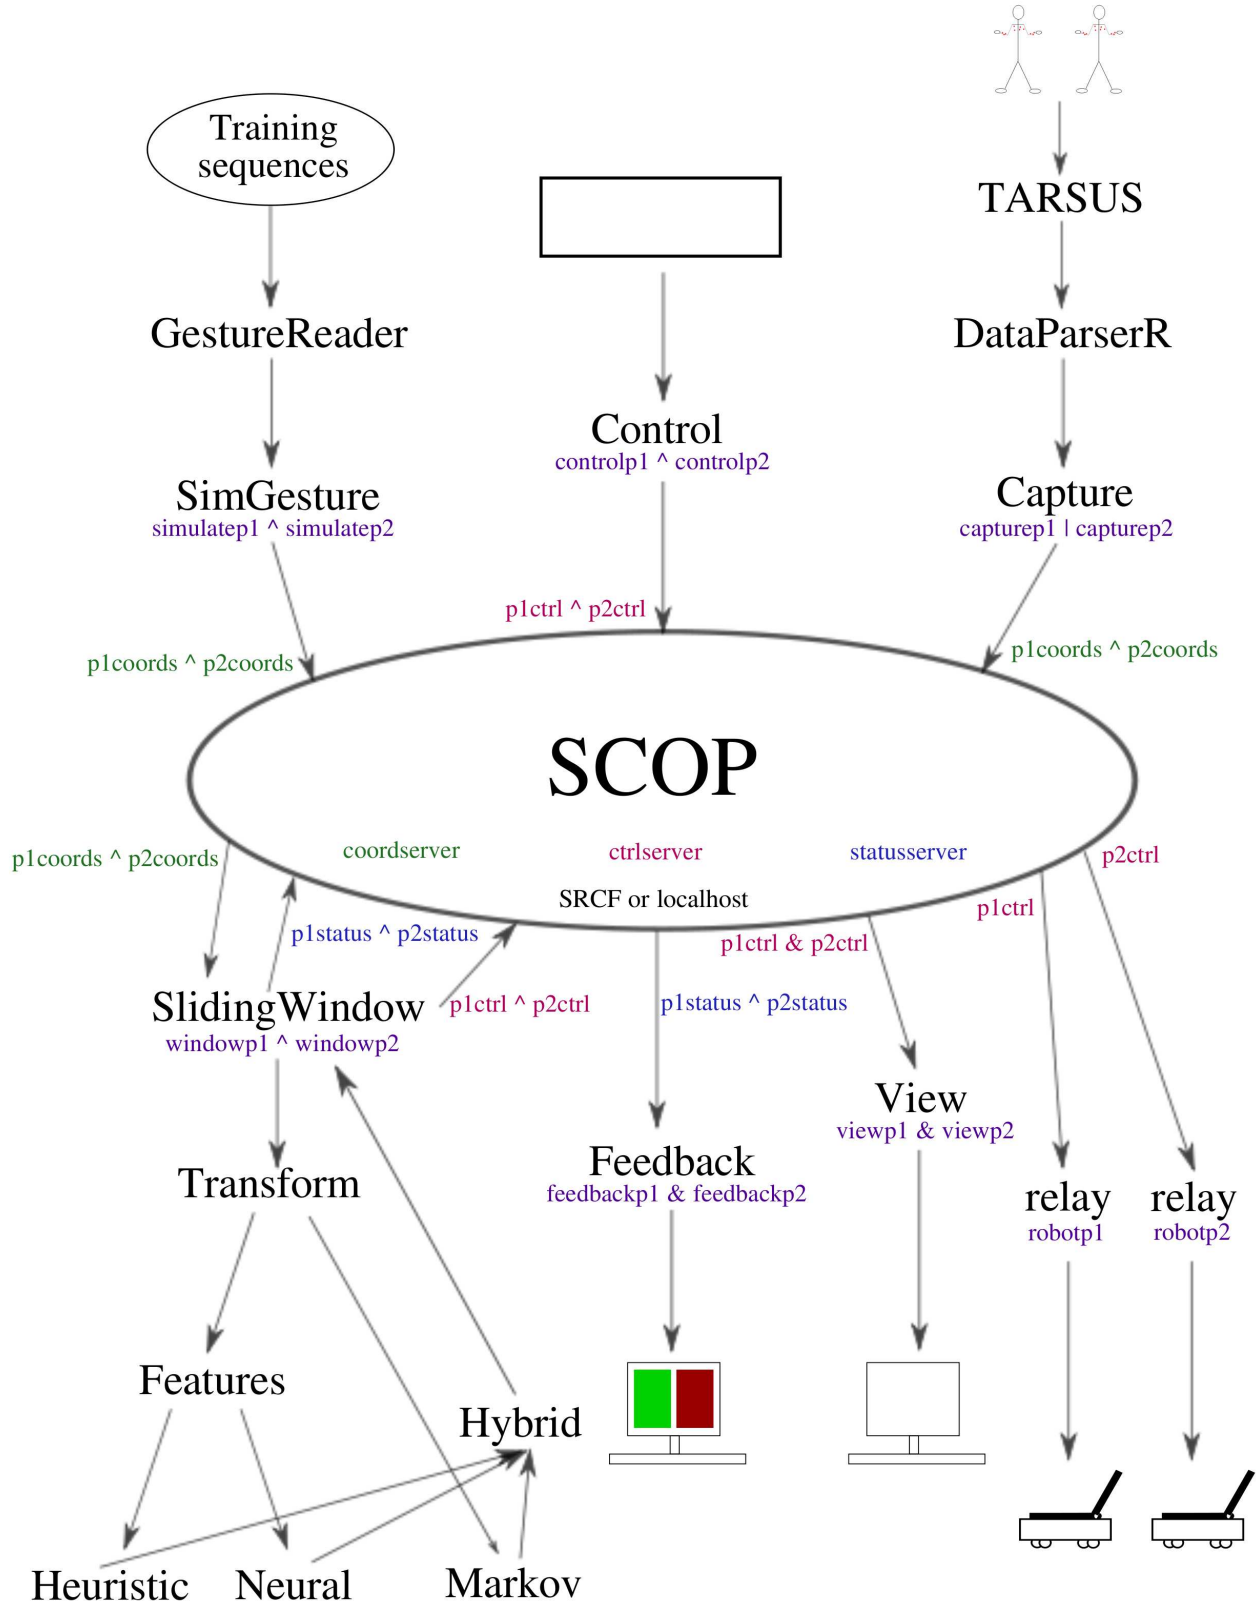 Training
sequences
TARSUS
GestureReader
DataParserR
Control
controlp1 ^ controlp2
SimGesture
simulatep1 ^ simulatep2
Capture
capturep1 | capturep2
p1ctrl ^ p2ctrl
p1coords ^ p2coords
p1coords ^ p2coords
SCOP
coordserver
ctrlserver
statusserver
SRCF or localhost
p1coords ^ p2coords
p2ctrl
p1ctrl
p1status ^ p2status
p1ctrl & p2ctrl
SlidingWindow
windowp1 ^ windowp2
p1ctrl ^ p2ctrl
p1status ^ p2status
View
viewp1 & viewp2
Feedback
feedbackp1 & feedbackp2
Transform
relay
robotp1
relay
robotp2
Features
Hybrid
Heuristic
Neural
Markov